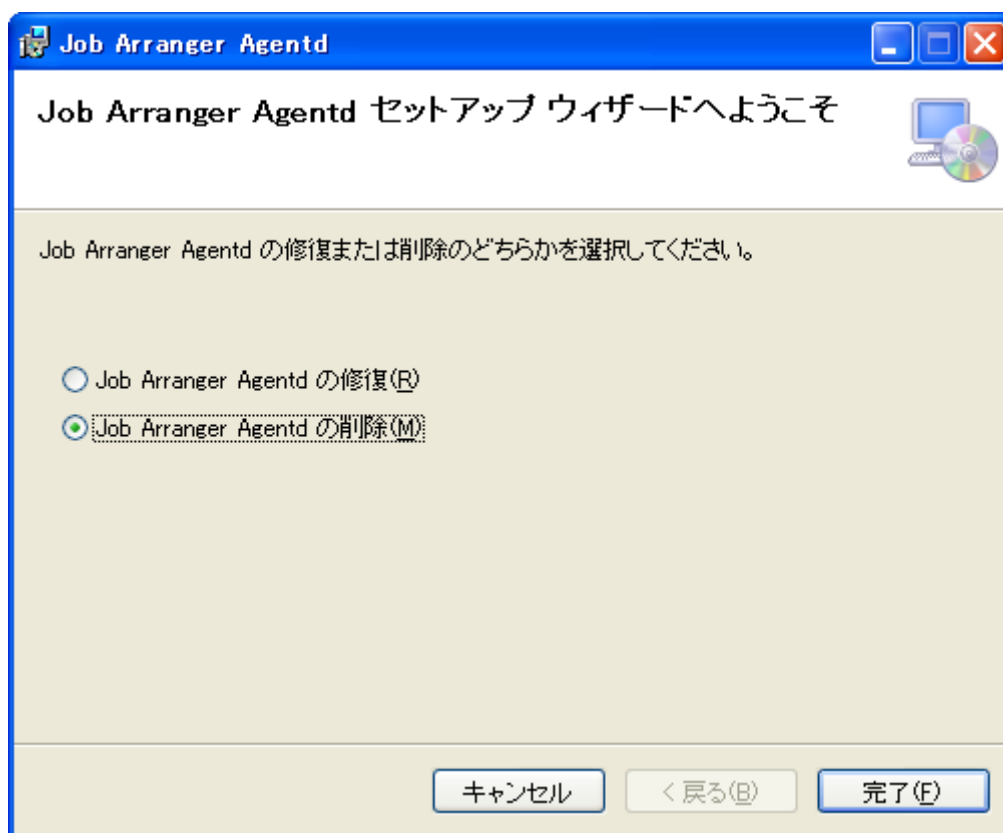 Job Arranger Agentd
Job Arranger Agentd セットアップ ウィザードへようこそ
Job Arranger Agentd の修復または削除のどちらかを選択してください。
Job Arranger Agentd の修復(R)
Job Arranger Agentd の削除(M)
キャンセル
< 戻る(B)
完了(F)